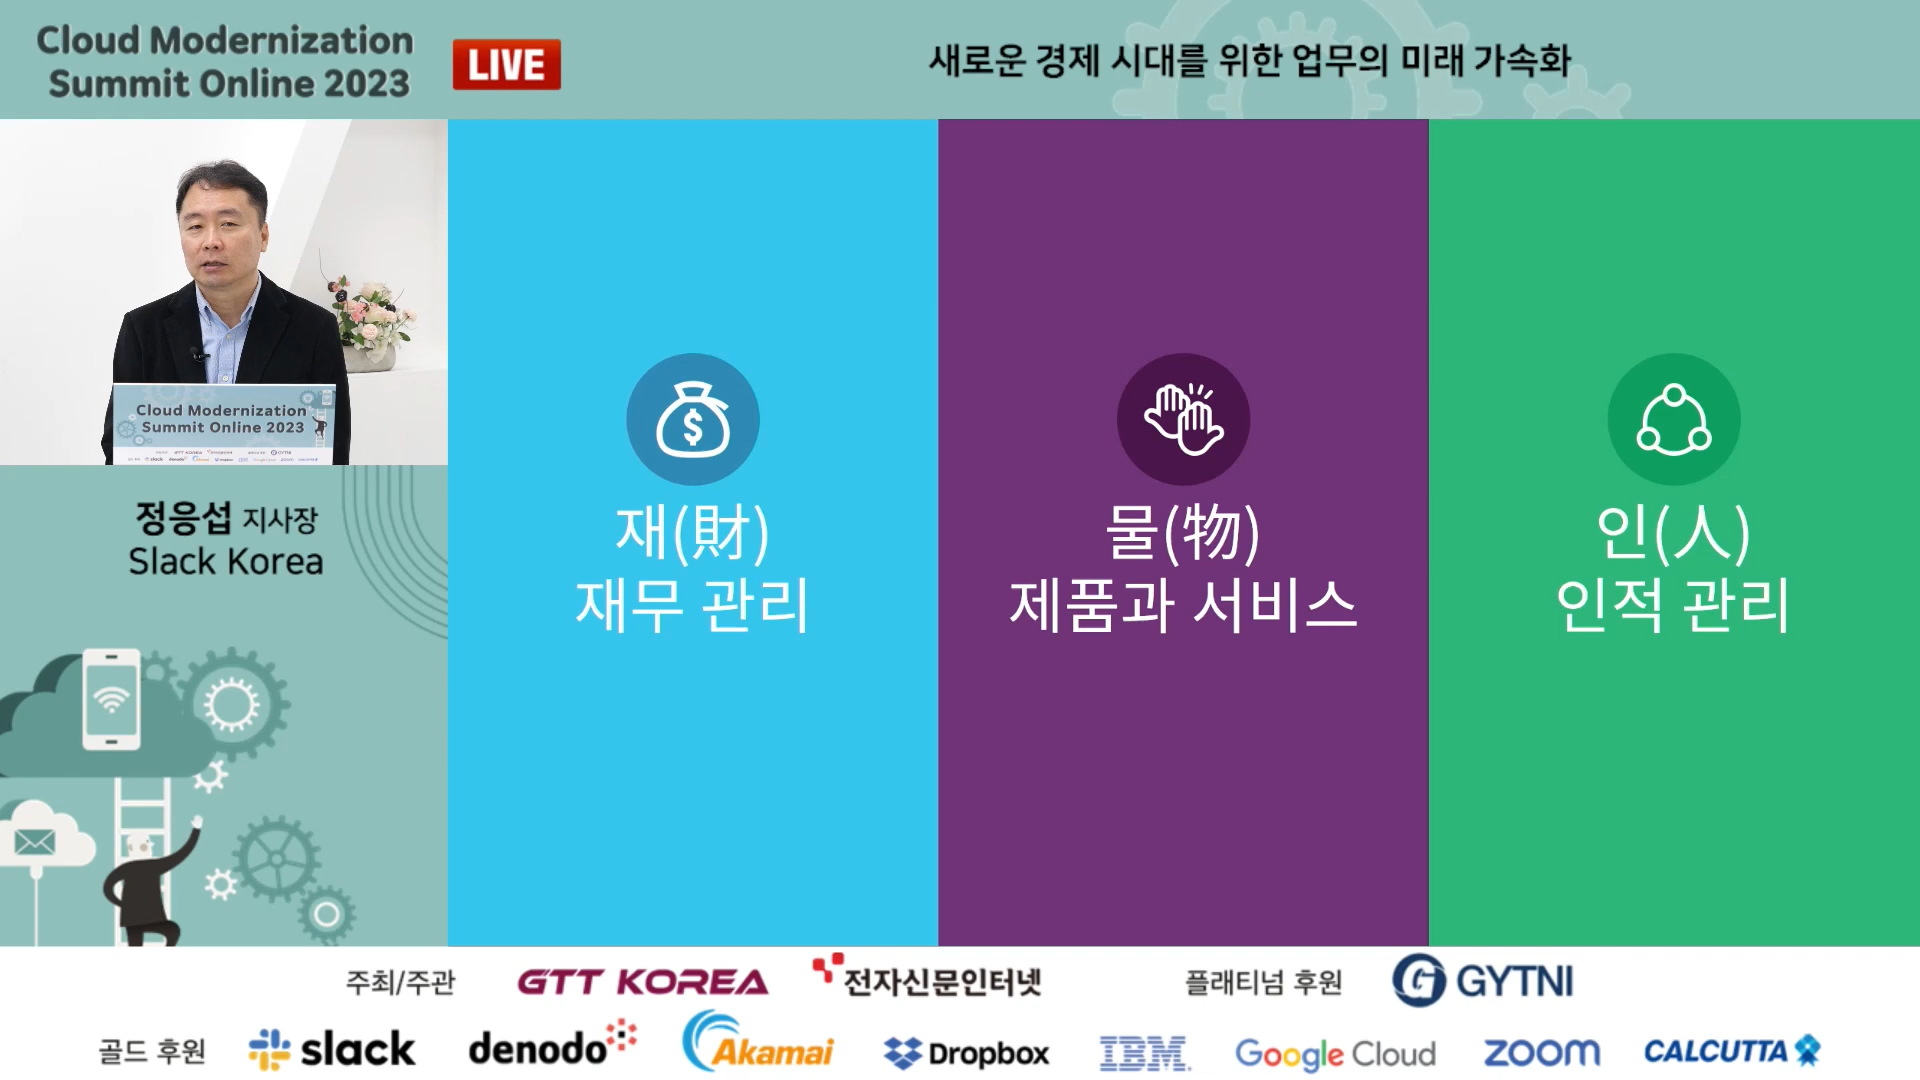 Cloud Modernization
Summit Online 2023
LIVE
새로운 경제 시대를 위한 업무의 미래 가속화
Cloud Modernization
Summit Online 2023
정응섭 지사장
Slack Korea
$
재(財)
재무 관리
물(物)
제품과 서비스
인(人)
인적 관리
주최/주관 GTT KOREA 전자신문인터넷 플래티넘 후원 GYTNI
골드 후원 slack denodo Akamai Dropbox IBM Google Cloud zoom CALCUTTA